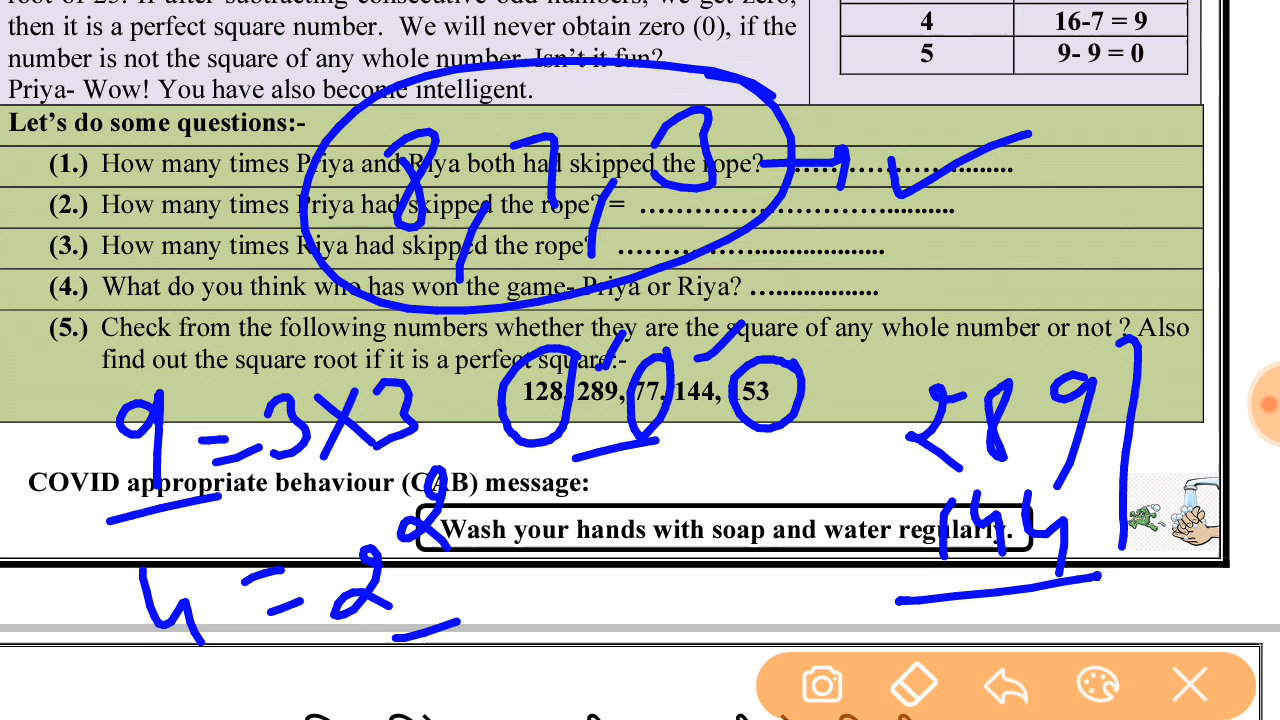 root of 25. If after subtracting consecutive odd numbers, we get zero,
then it is a perfect square number. We will never obtain zero (0), if the
number is not the square of any whole number. Isn't it fun?
Priya- Wow! You have also become intelligent.
4 16-7 = 9
5 9- 9 = 0
Let's do some questions:-
(1.) How many times Priya and Riya both had skipped the rope?
(2.) How many times Priya had skipped the rope? = ...................................
(3.) How many times Riya had skipped the rope? ...................................
(4.) What do you think who has won the game- Priya or Riya? ...................
(5.) Check from the following numbers whether they are the square of any whole number or not ? Also
find out the square root if it is a perfect square:-
128, 289, 77, 144, 153
8, 7, 3
9 = 3x3
289
144
4 = 2²
COVID appropriate behaviour (CAB) message:
Wash your hands with soap and water regularly.